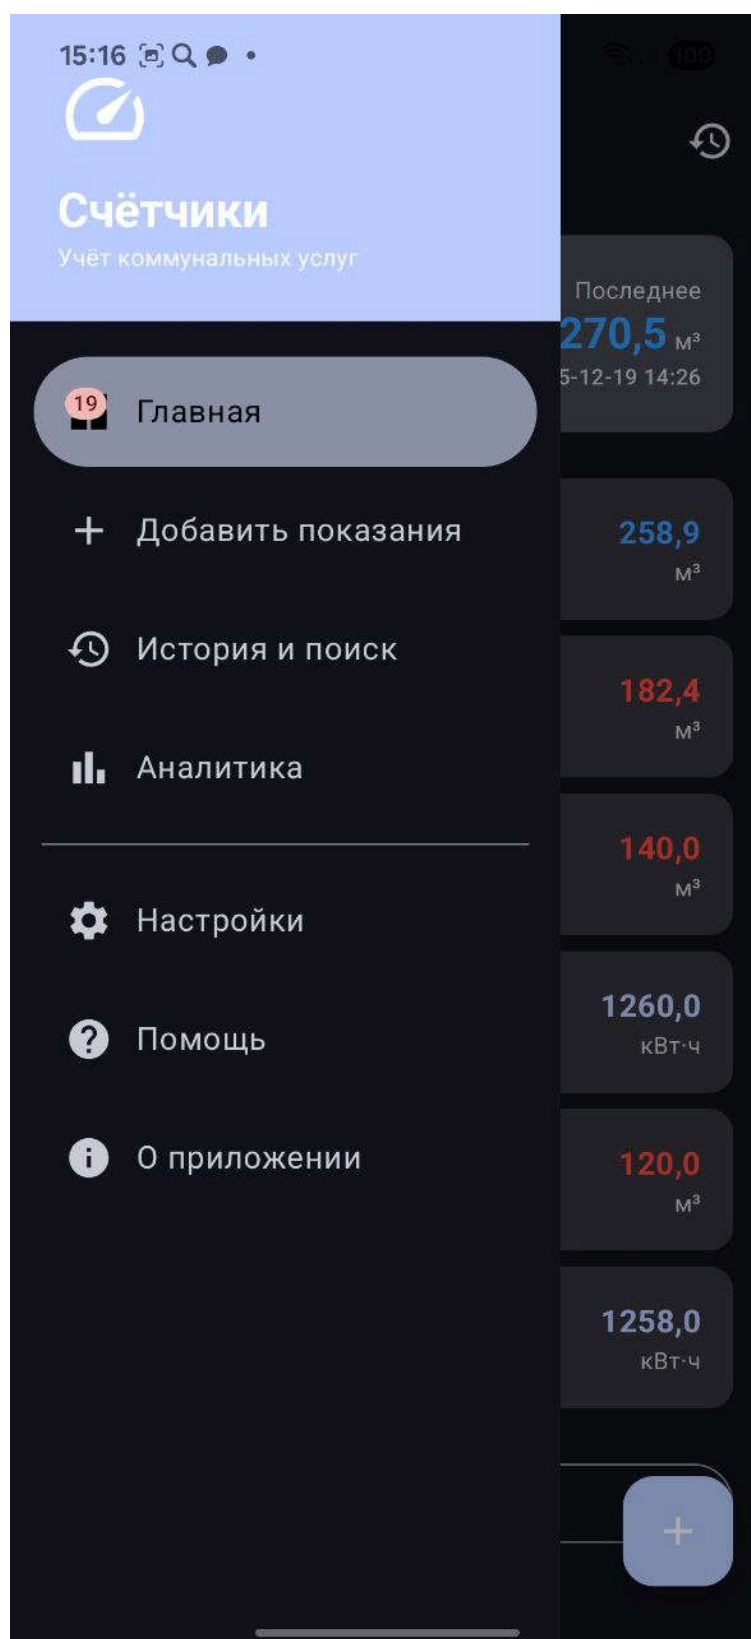 15:16
100
Счётчики
Учёт коммунальных услуг
19
Главная
Добавить показания
История и поиск
Аналитика
Настройки
Помощь
О приложении
Последнее
270,5 м³
5-12-19 14:26
258,9
м³
182,4
м³
140,0
м³
1260,0
кВт·ч
120,0
м³
1258,0
кВт·ч